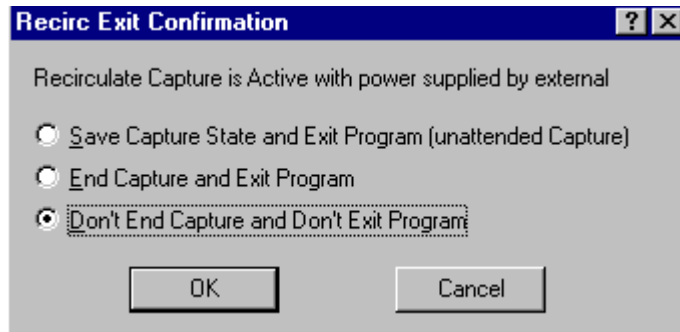 Recirc Exit Confirmation
Recirculate Capture is Active with power supplied by external
Save Capture State and Exit Program (unattended Capture)
End Capture and Exit Program
Don't End Capture and Don't Exit Program
OK Cancel